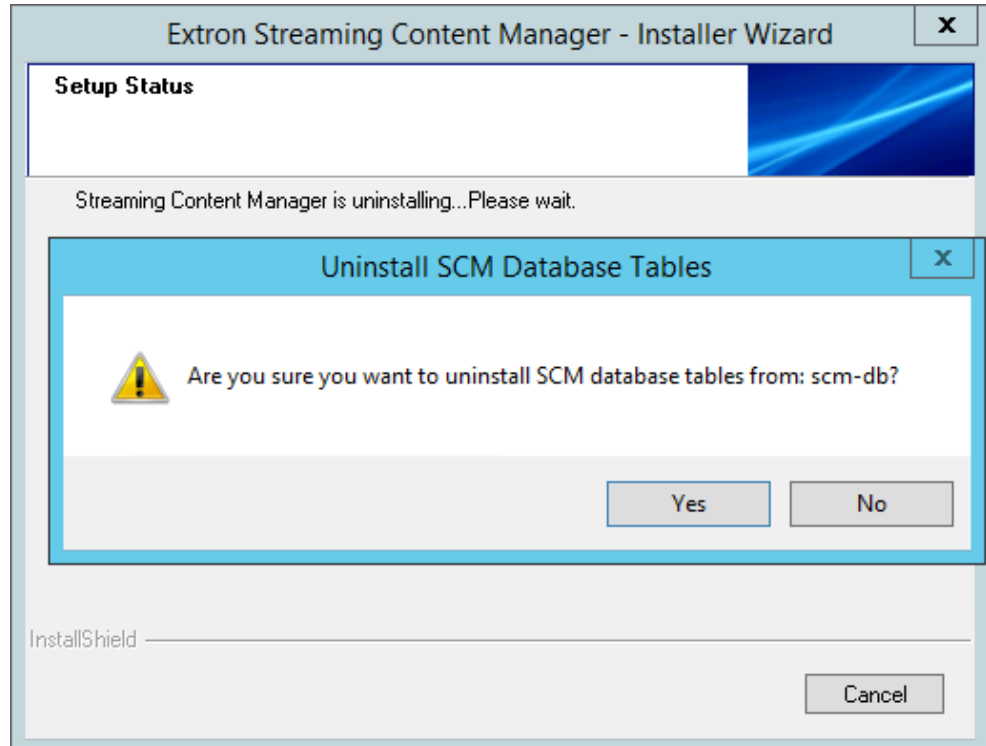 Extron Streaming Content Manager - Installer Wizard
x
Setup Status
Streaming Content Manager is uninstalling...Please wait.
Uninstall SCM Database Tables
x
Are you sure you want to uninstall SCM database tables from: scm-db?
Yes No
InstallShield
Cancel